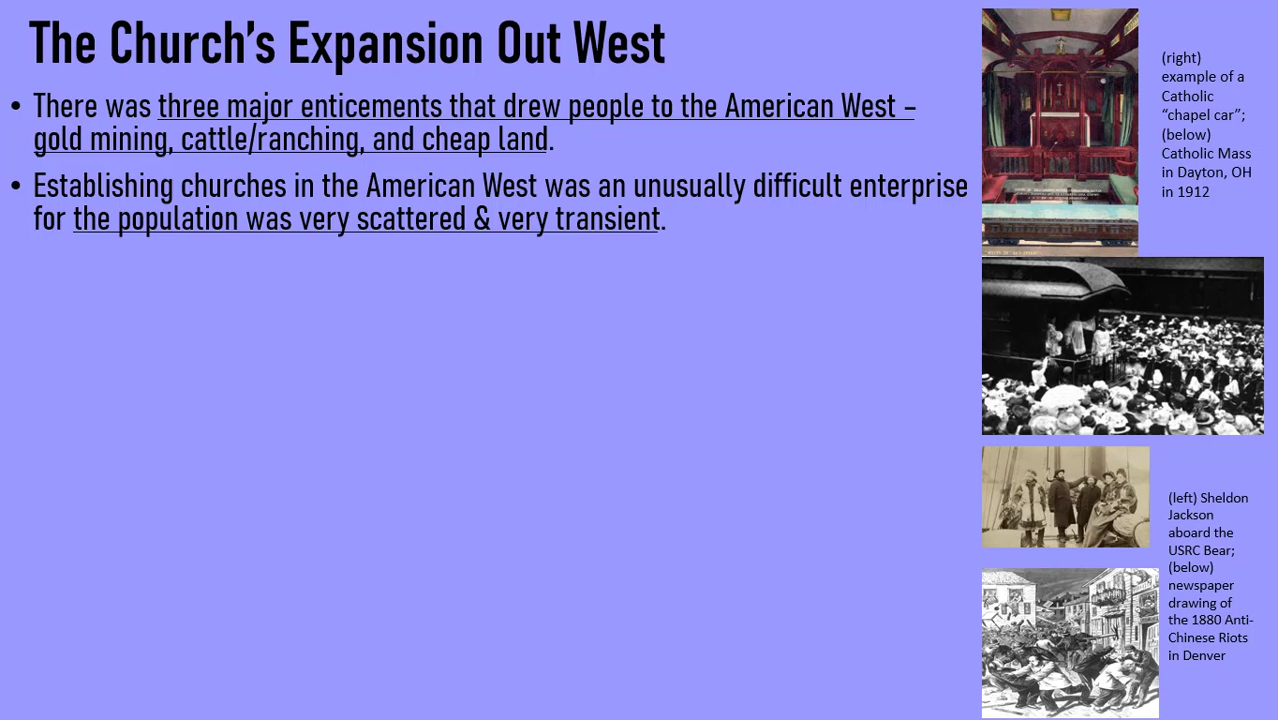 The Church's Expansion Out West
• There was three major enticements that drew people to the American West –
gold mining, cattle/ranching, and cheap land.
• Establishing churches in the American West was an unusually difficult enterprise
for the population was very scattered & very transient.
(right)
example of a
Catholic
“chapel car”;
(below)
Catholic Mass
in Dayton, OH
in 1912
(left) Sheldon
Jackson
aboard the
USRC Bear;
(below)
newspaper
drawing of
the 1880 Anti-
Chinese Riots
in Denver